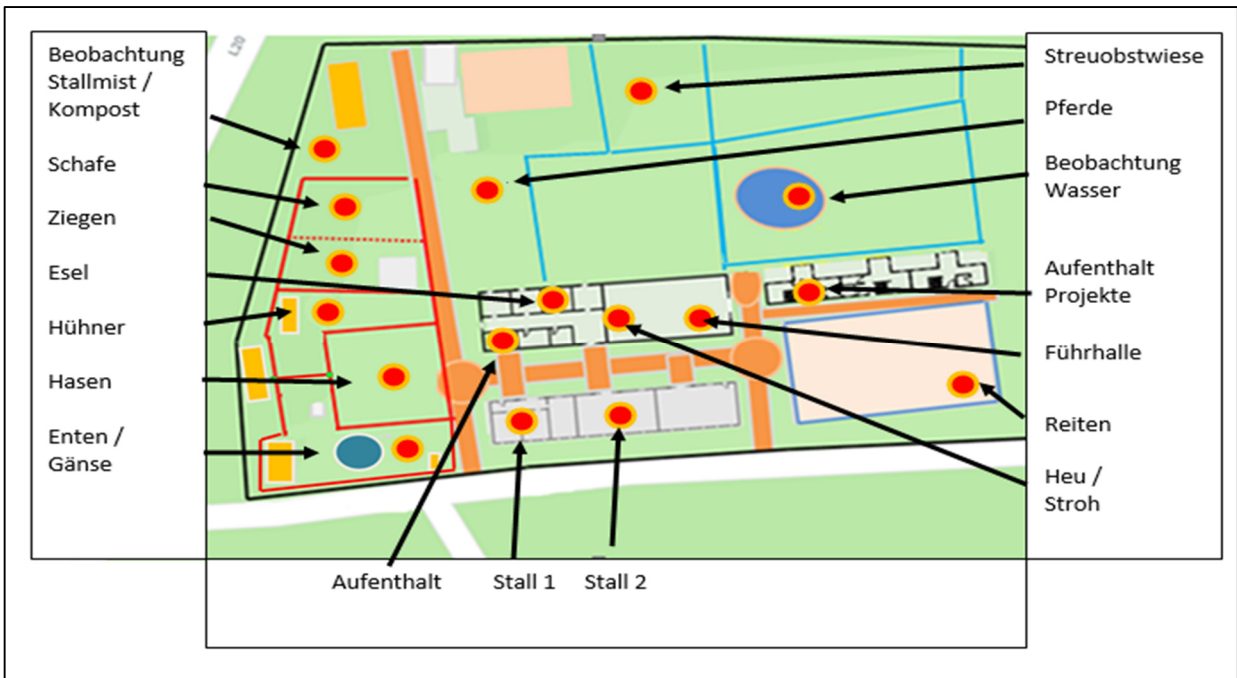 Beobachtung
Stallmist /
Kompost
Schafe
Ziegen
Esel
Hühner
Hasen
Enten /
Gänse
L20
Streuobstwiese
Pferde
Beobachtung
Wasser
Aufenthalt
Projekte
Führhalle
Reiten
Heu /
Stroh
Aufenthalt
Stall 1
Stall 2